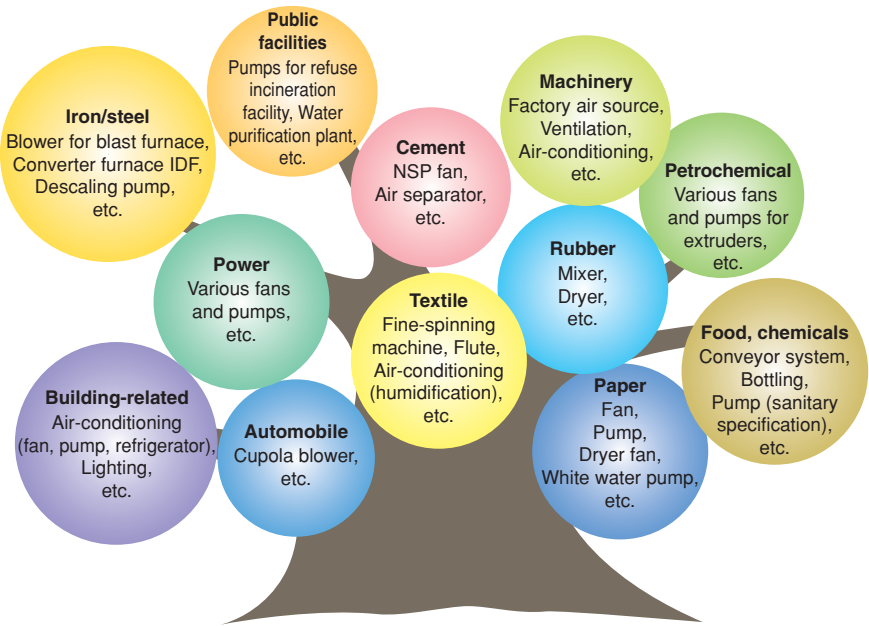 Public
facilities
Pumps for refuse
incineration
facility, Water
purification plant,
etc.
Iron/steel
Blower for blast furnace,
Converter furnace IDF,
Descaling pump,
etc.
Cement
NSP fan,
Air separator,
etc.
Machinery
Factory air source,
Ventilation,
Air-conditioning,
etc.
Petrochemical
Various fans
and pumps for
extruders,
etc.
Power
Various fans
and pumps,
etc.
Textile
Fine-spinning
machine, Flute,
Air-conditioning
(humidification),
etc.
Rubber
Mixer,
Dryer,
etc.
Food, chemicals
Conveyor system,
Bottling,
Pump (sanitary
specification),
etc.
Building-related
Air-conditioning
(fan, pump, refrigerator),
Lighting,
etc.
Automobile
Cupola blower,
etc.
Paper
Fan,
Pump,
Dryer fan,
White water pump,
etc.